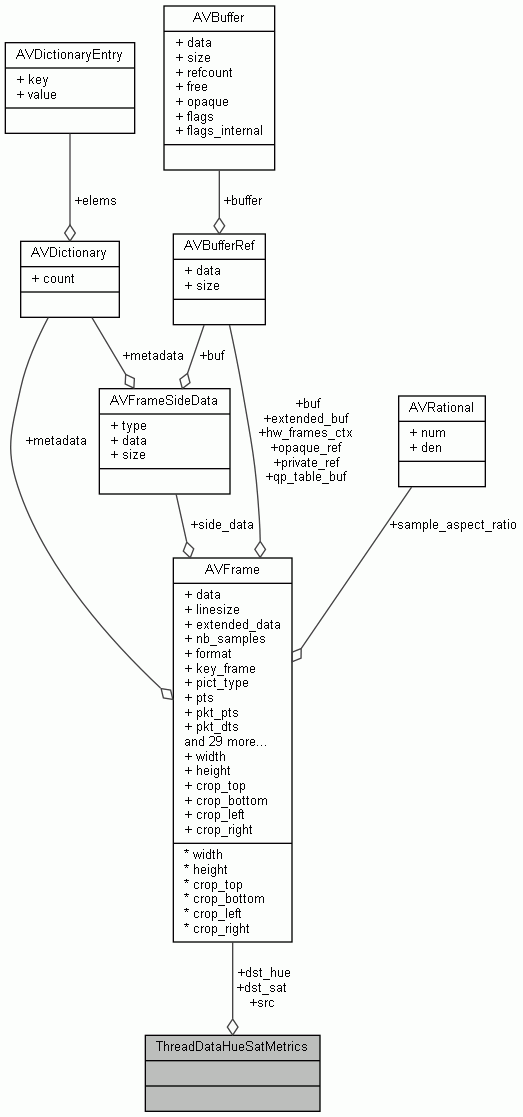 AVBuffer
+ data
+ size
+ refcount
+ free
+ opaque
+ flags
+ flags_internal
AVDictionaryEntry
+ key
+ value
+elems
+buffer
AVDictionary
+ count
AVBufferRef
+ data
+ size
+metadata
+buf
AVFrameSideData
+ type
+ data
+ size
+metadata
+buf
+extended_buf
+hw_frames_ctx
+opaque_ref
+private_ref
+qp_table_buf
AVRational
+ num
+ den
+side_data
+sample_aspect_ratio
AVFrame
+ data
+ linesize
+ extended_data
+ nb_samples
+ format
+ key_frame
+ pict_type
+ pts
+ pkt_pts
+ pkt_dts
and 29 more...
+ width
+ height
+ crop_top
+ crop_bottom
+ crop_left
+ crop_right
* width
* height
* crop_top
* crop_bottom
* crop_left
* crop_right
+dst_hue
+dst_sat
+src
ThreadDataHueSatMetrics